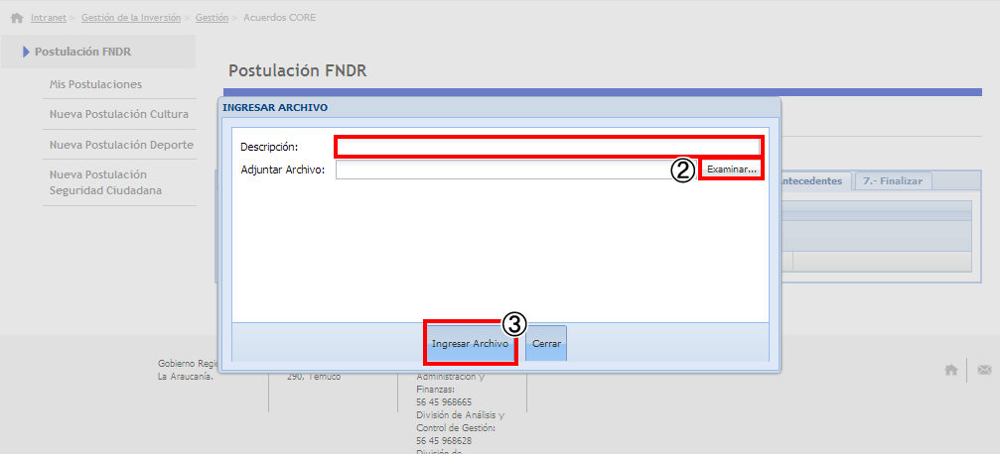 Intranet » Gestión de la Inversión » Gestión » Acuerdos CORE
Postulación FNDR
Mis Postulaciones
Nueva Postulación Cultura
Nueva Postulación Deporte
Nueva Postulación
Seguridad Ciudadana
Postulación FNDR
INGRESAR ARCHIVO
Descripción:
Adjuntar Archivo:
② Examinar...
ntecedentes
7.- Finalizar
③
Ingresar Archivo
Cerrar
Gobierno Regi
La Araucanía.
290, Temuco
Administración y
Finanzas:
56 45 968665
División de Análisis y
Control de Gestión:
56 45 968628
División de